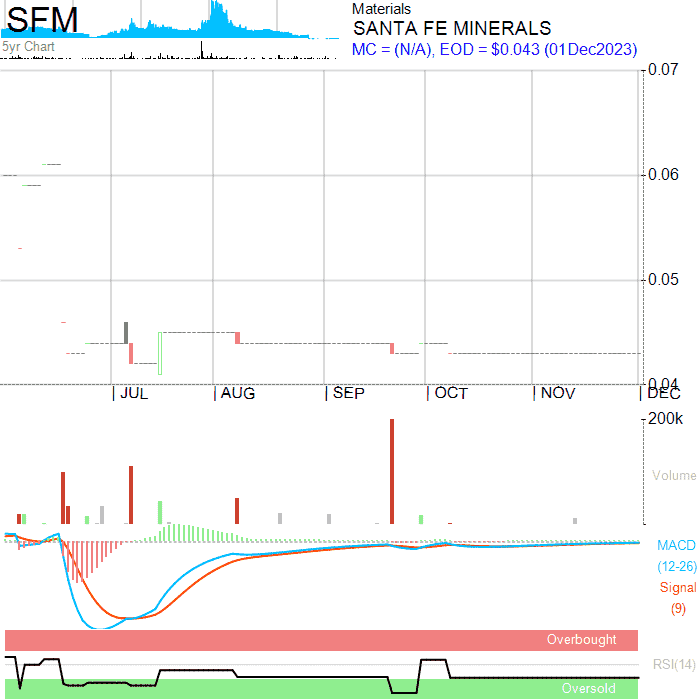 SFM
Materials
SANTA FE MINERALS
MC = (N/A), EOD = $0.043 (01Dec2023)
5yr Chart
0.07
0.06
0.05
0.04
JUL AUG SEP OCT NOV DEC
200k
Volume
MACD
(12-26)
Signal
(9)
Overbought
RSI(14)
Oversold